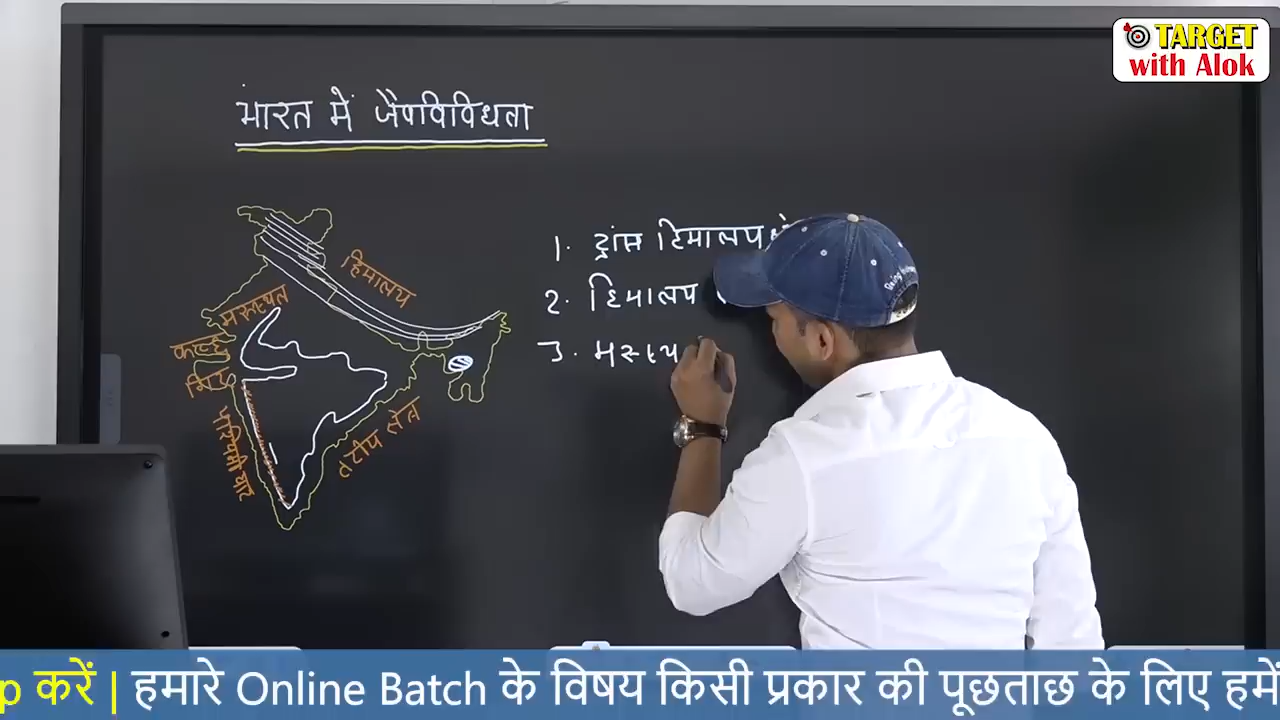 TARGET
with Alok
भारत में जैवविविधता
हिमालय
मरूस्थल
कच्छ
तटीय क्षेत्र
1. ट्रांस हिमालय
2. हिमालय
3. मरूस्थ
p करें | हमारे Online Batch के विषय किसी प्रकार की पूछताछ के लिए हमें